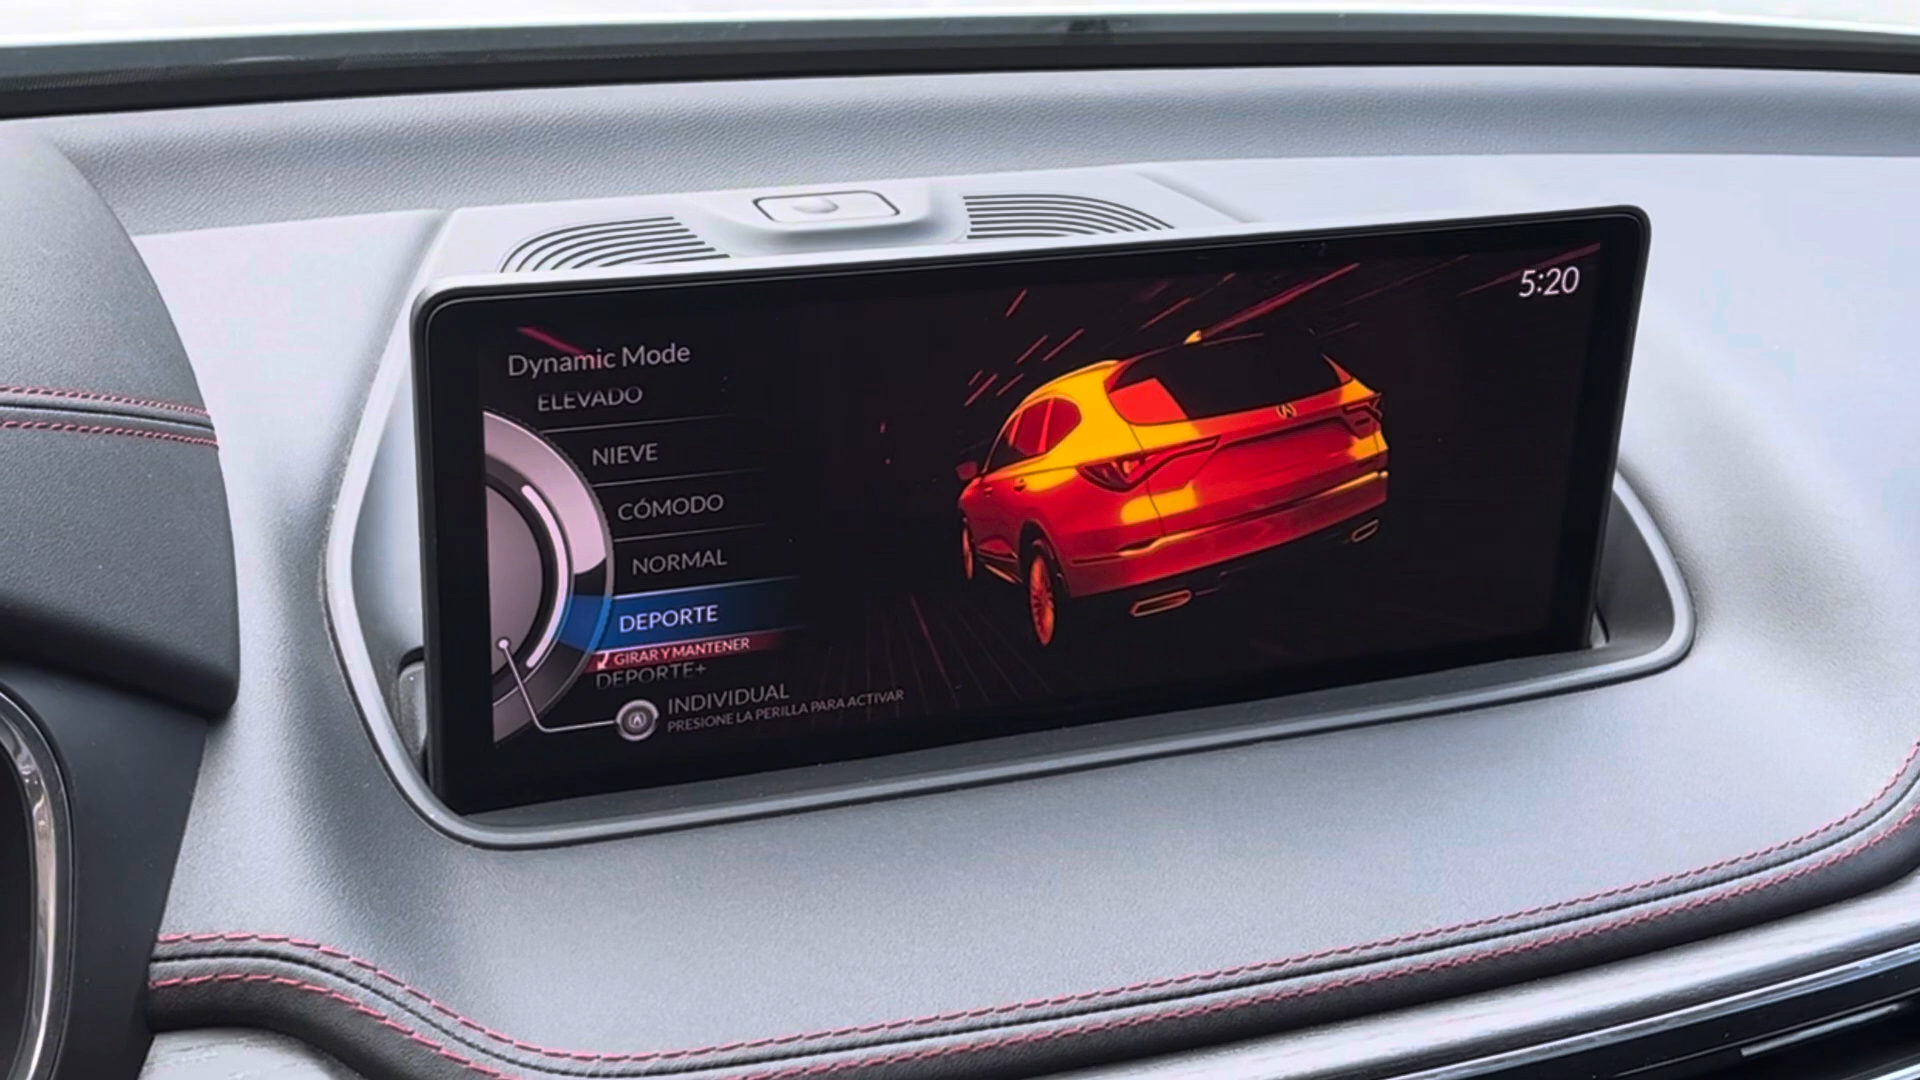 5:20
Dynamic Mode
ELEVADO
NIEVE
CÓMODO
NORMAL
DEPORTE
GIRAR Y MANTENER
DEPORTE+
INDIVIDUAL
PRESIONE LA PERILLA PARA ACTIVAR